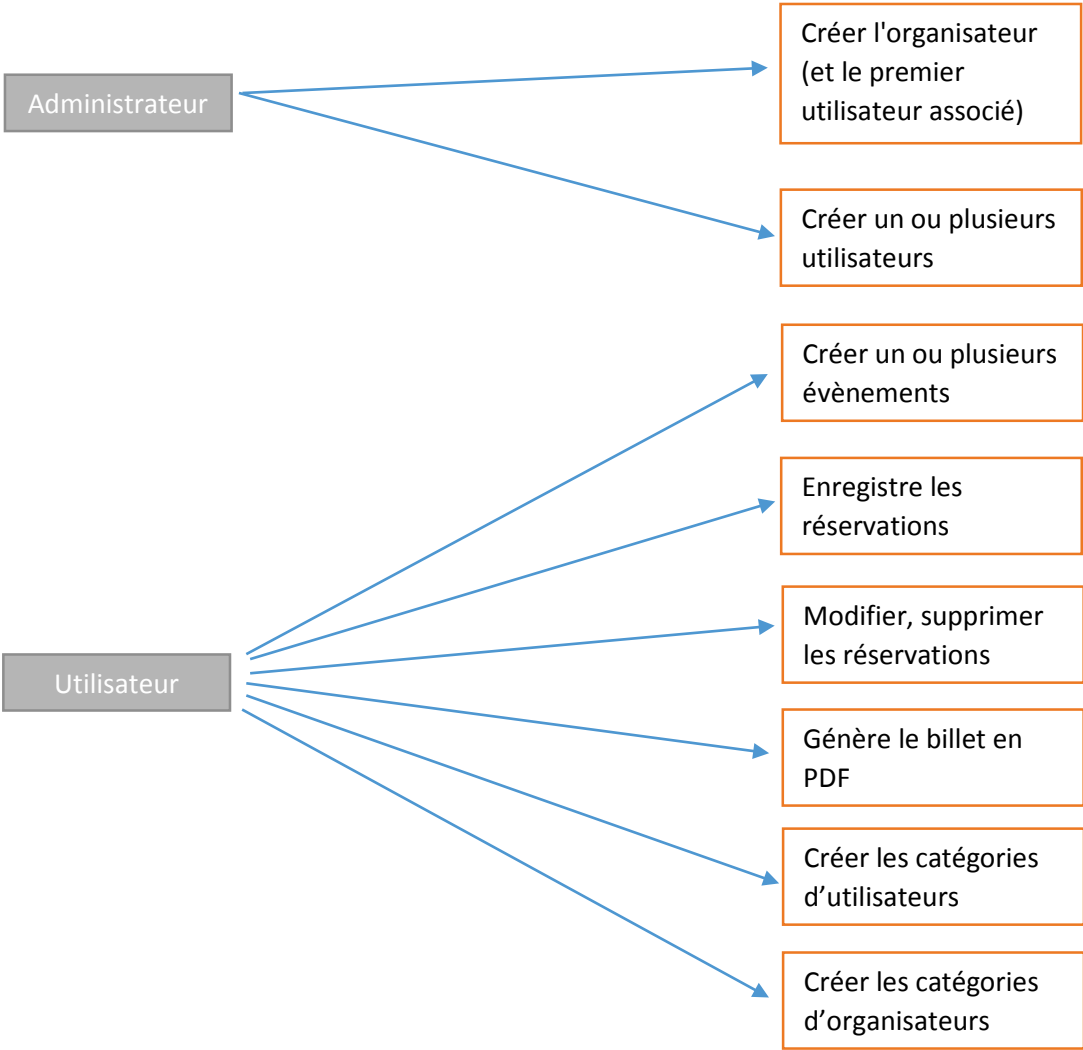 Créer l'organisateur
(et le premier
utilisateur associé)
Administrateur
Créer un ou plusieurs
utilisateurs
Créer un ou plusieurs
évènements
Enregistre les
réservations
Modifier, supprimer
les réservations
Utilisateur
Génère le billet en
PDF
Créer les catégories
d’utilisateurs
Créer les catégories
d’organisateurs